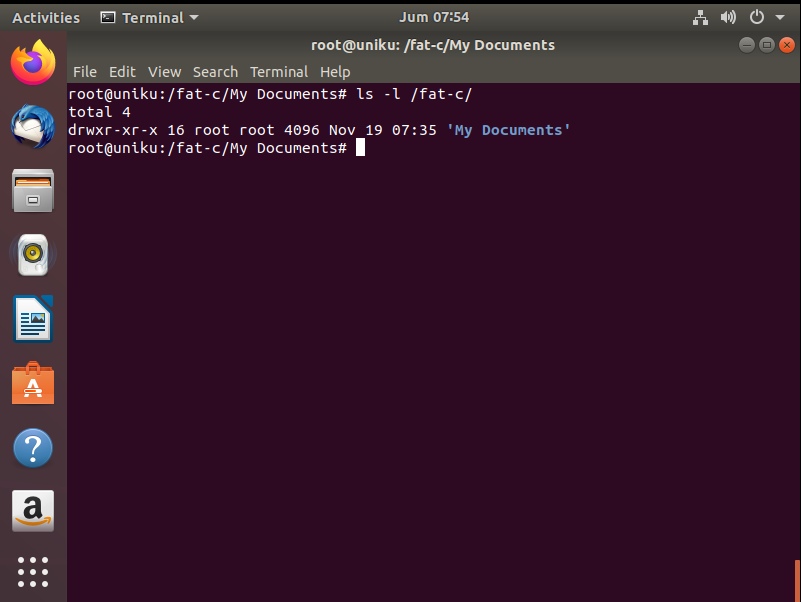 Activities Terminal Jum 07:54
root@uniku: /fat-c/My Documents
File Edit View Search Terminal Help
root@uniku:/fat-c/My Documents# ls -l /fat-c/
total 4
drwxr-xr-x 16 root root 4096 Nov 19 07:35 'My Documents'
root@uniku:/fat-c/My Documents#
A
?
a